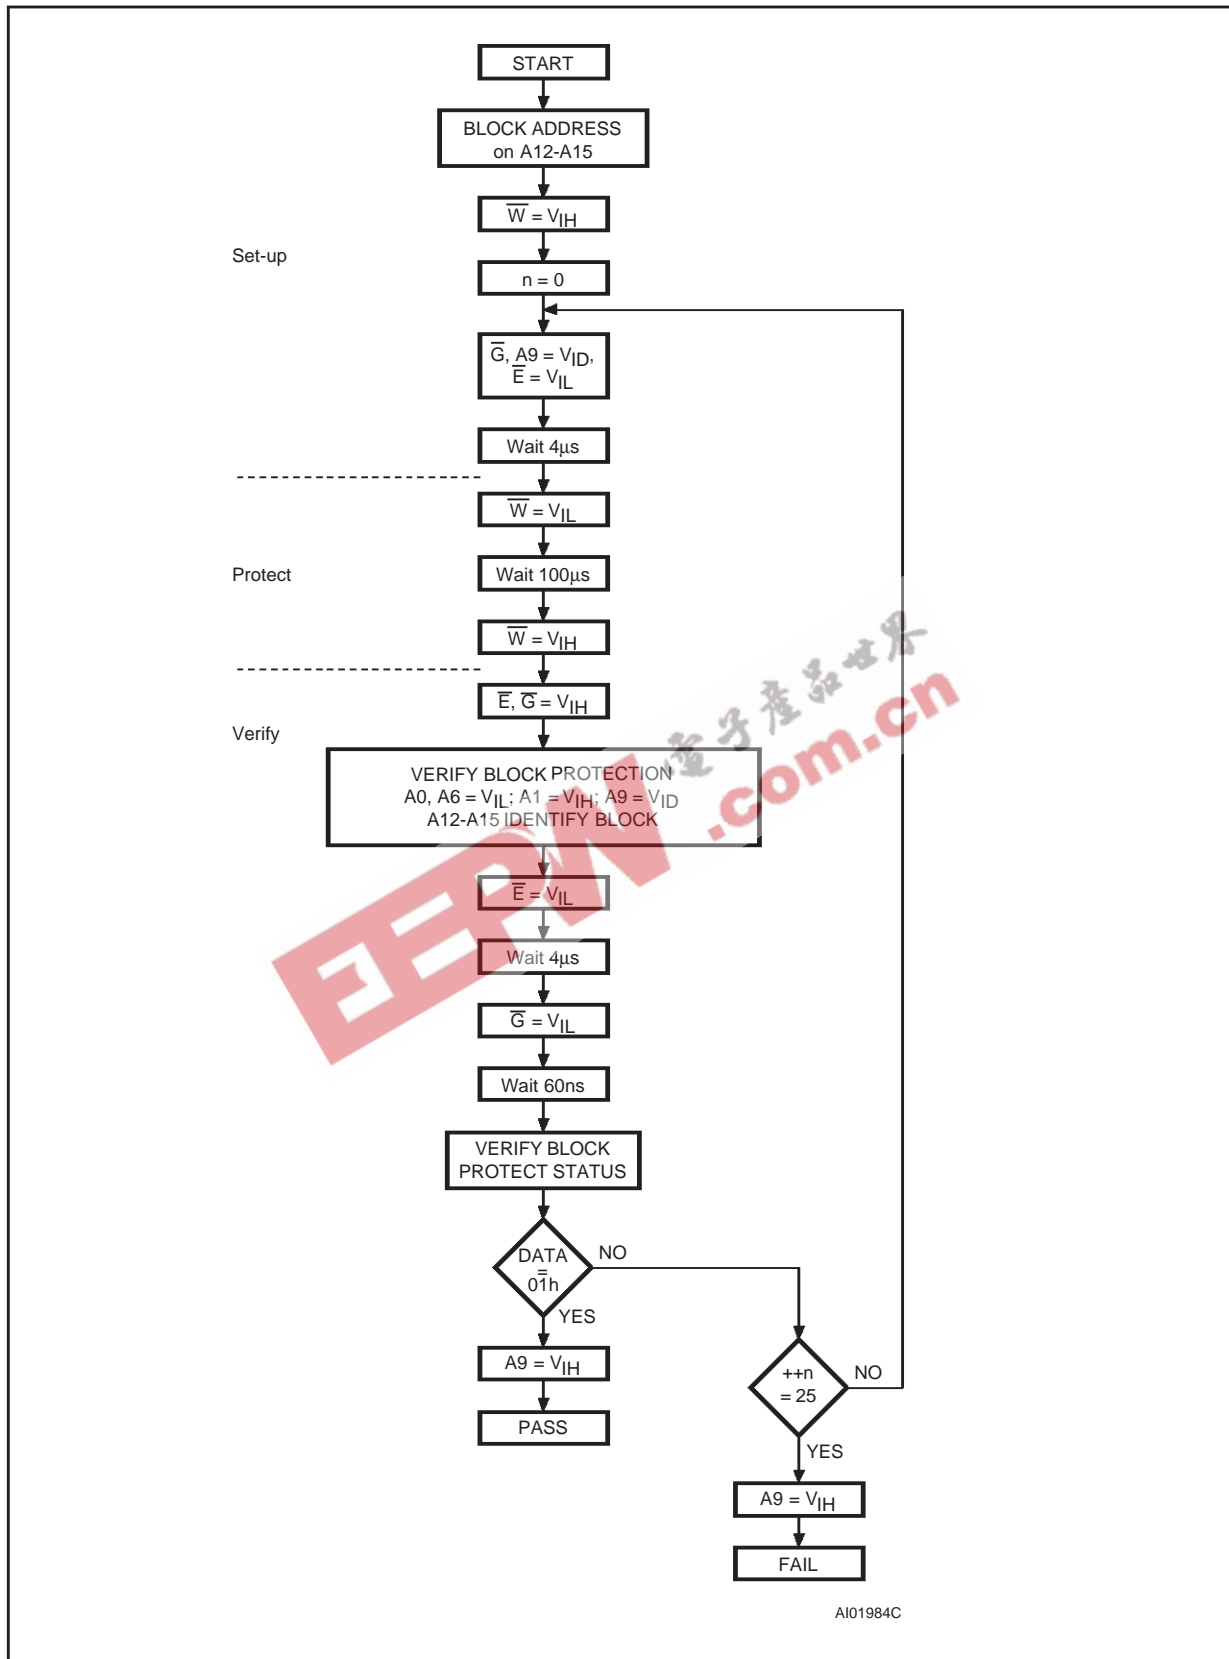 START
BLOCK ADDRESS
on A12-A15
W̅ = VIH
Set-up
n = 0
G̅, A9 = VID,
E̅ = VIL
Wait 4µs
W̅ = VIL
Protect
Wait 100µs
W̅ = VIH
E̅, G̅ = VIH
Verify
VERIFY BLOCK PROTECTION
A0, A6 = VIL; A1 = VIH; A9 = VID
A12-A15 IDENTIFY BLOCK
E̅ = VIL
Wait 4µs
G̅ = VIL
Wait 60ns
VERIFY BLOCK
PROTECT STATUS
DATA
=
01h
NO
YES
A9 = VIH
PASS
++n
= 25
NO
YES
A9 = VIH
FAIL
AI01984C
EEPW
電子產品世界
.com.cn